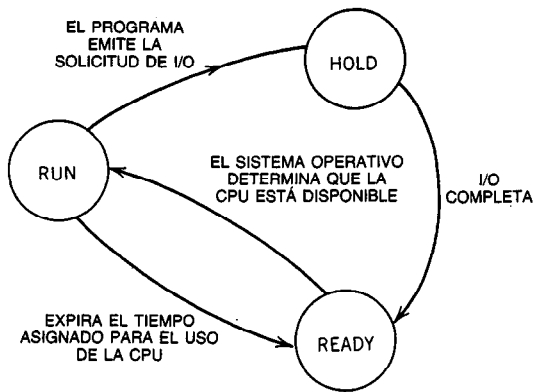 EL PROGRAMA
EMITE LA
SOLICITUD DE I/O
HOLD
RUN
EL SISTEMA OPERATIVO
DETERMINA QUE LA
CPU ESTÁ DISPONIBLE
I/O
COMPLETA
EXPIRA EL TIEMPO
ASIGNADO PARA EL USO
DE LA CPU
READY